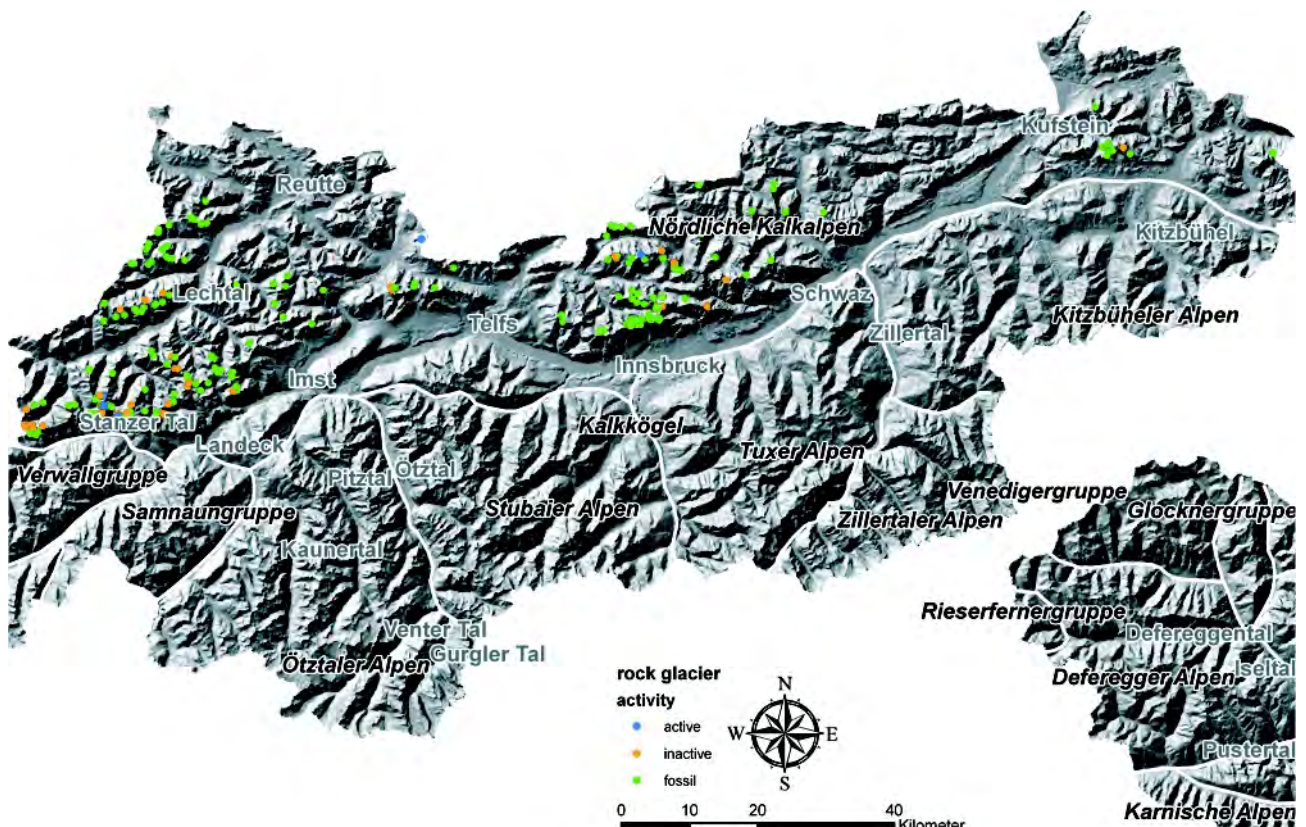 Kufstein
Reutte
Nördliche Kalkalpen
Kitzbühel
Lechtal
Schwaz
Kitzbüheler Alpen
Telfs
Zillertal
Imst
Innsbruck
Stanzer Tal
Kalkkögel
Landeck
Tuxer Alpen
Verwallgruppe
Pitztal
Ötztal
Venedigergruppe
Samnaungruppe
Stubaier Alpen
Zillertaler Alpen
Glocknergruppe
Kaunertal
Rieserfernergruppe
Venter Tal
Defereggental
Gurgler Tal
Ötztaler Alpen
Iseltal
Deferegger Alpen
rock glacier
activity
active
inactive
fossil
N
W
E
S
Pustertal
Karnische Alpen
0 10 20 40
Kilometer